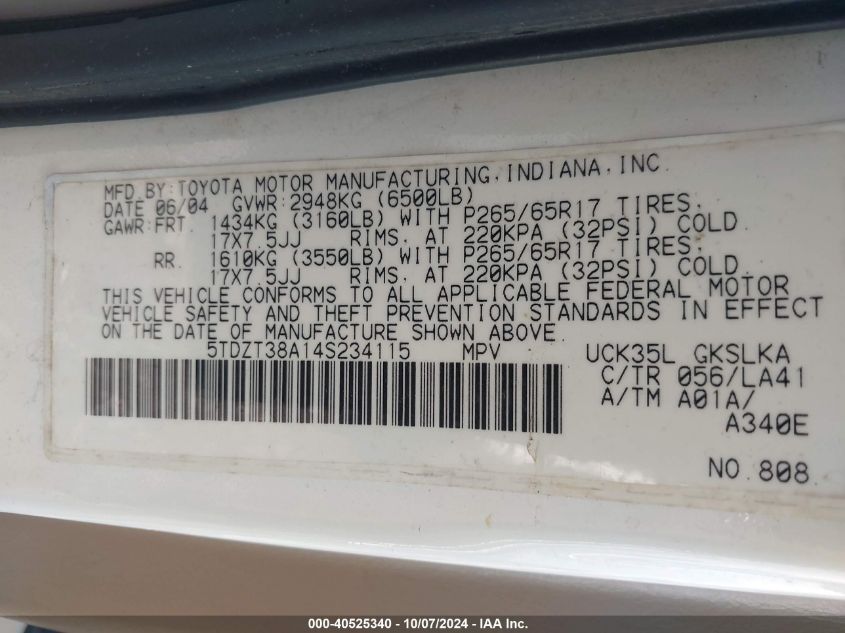 MFD.BY:TOYOTA MOTOR MANUFACTURING,INDIANA,INC.
DATE 06/04 GVWR:2948KG (6500LB)
GAWR:FRT. 1434KG (3160LB) WITH P265/65R17 TIRES.
17X7.5JJ RIMS. AT 220KPA (32PSI) COLD.
RR. 1610KG (3550LB) WITH P265/65R17 TIRES.
17X7.5JJ RIMS. AT 220KPA (32PSI) COLD.
THIS VEHICLE CONFORMS TO ALL APPLICABLE FEDERAL MOTOR
VEHICLE SAFETY AND THEFT PREVENTION STANDARDS IN EFFECT
ON THE DATE OF MANUFACTURE SHOWN ABOVE.
5TDZT38A14S234115 MPV UCK35L GKSLKA
C/TR 056/LA41
A/TM A01A/
A340E
NO.808.
000-40525340 - 10/07/2024 - IAA Inc.